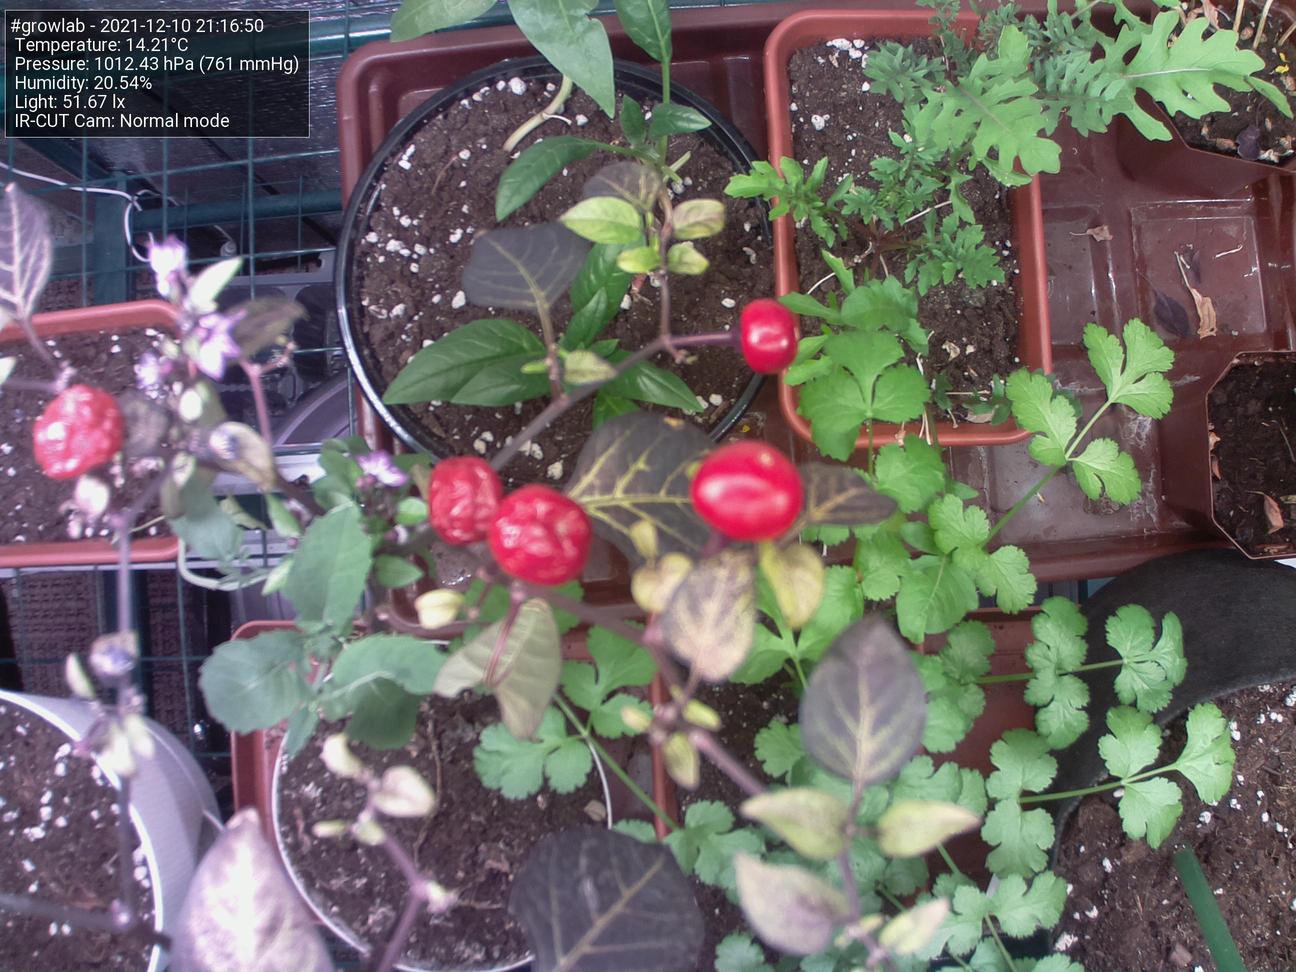 #growlab - 2021-12-10 21:16:50
Temperature: 14.21°C
Pressure: 1012.43 hPa (761 mmHg)
Humidity: 20.54%
Light: 51.67 lx
IR-CUT Cam: Normal mode